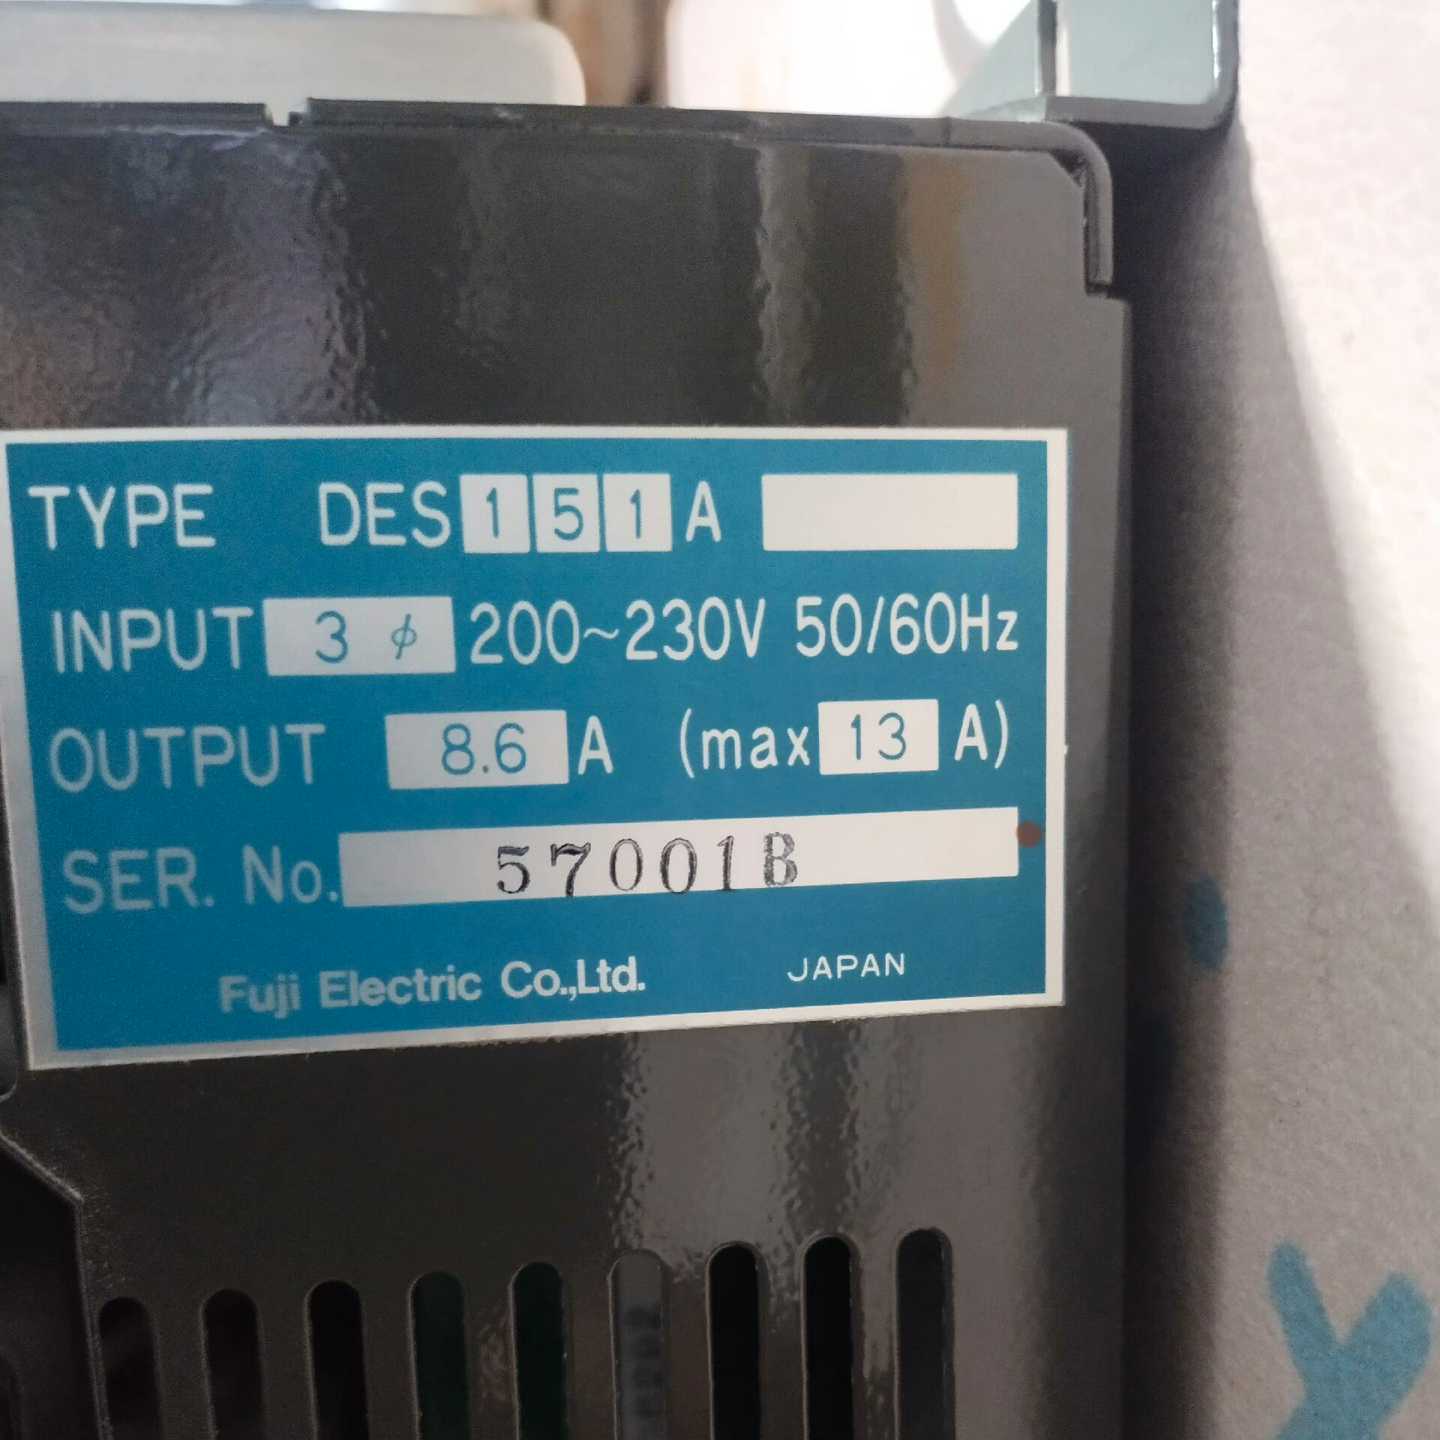 TYPE DES 1 5 1 A
INPUT 3 ϕ 200~230V 50/60Hz
OUTPUT 8.6 A (max 13 A)
SER. No. 57001B
Fuji Electric Co.,Ltd. JAPAN